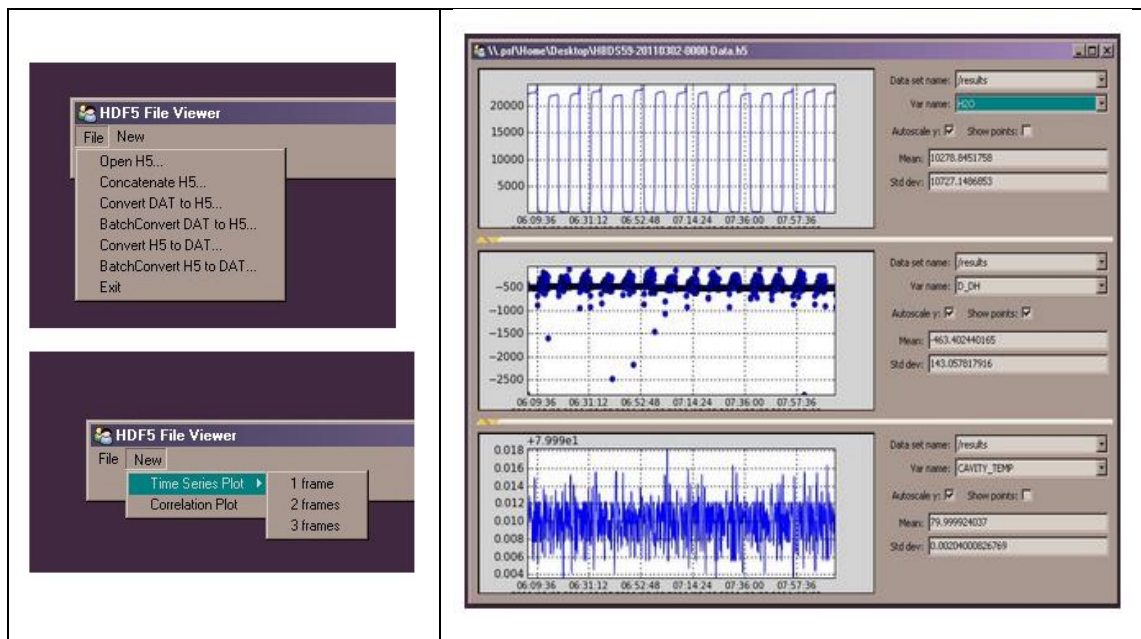 HDF5 File Viewer
File New
Open H5...
Concatenate H5...
Convert DAT to H5...
BatchConvert DAT to H5...
Convert H5 to DAT...
BatchConvert H5 to DAT...
Exit
HDF5 File Viewer
File New
Time Series Plot 1 frame
Correlation Plot 2 frames
3 frames
\\.psf\Home\Desktop\HBDS59-20110302-0000-Data.h5
20000
15000
10000
5000
06:09:36 06:31:12 06:52:48 07:14:24 07:36:00 07:57:36
Data set name: /results
Var name: H2O
Autoscale y: Show points:
Mean: 10278.8451758
Std dev: 10727.1486853
−500
−1000
−1500
−2000
−2500
06:09:36 06:31:12 06:52:48 07:14:24 07:36:00 07:57:36
Data set name: /results
Var name: D_DH
Autoscale y: Show points:
Mean: -463.402440165
Std dev: 143.057817916
+7.999e1
0.018
0.016
0.014
0.012
0.010
0.008
0.006
0.004
06:09:36 06:31:12 06:52:48 07:14:24 07:36:00 07:57:36
Data set name: /results
Var name: CAVITY_TEMP
Autoscale y: Show points:
Mean: 79.999924037
Std dev: 0.00204000826769